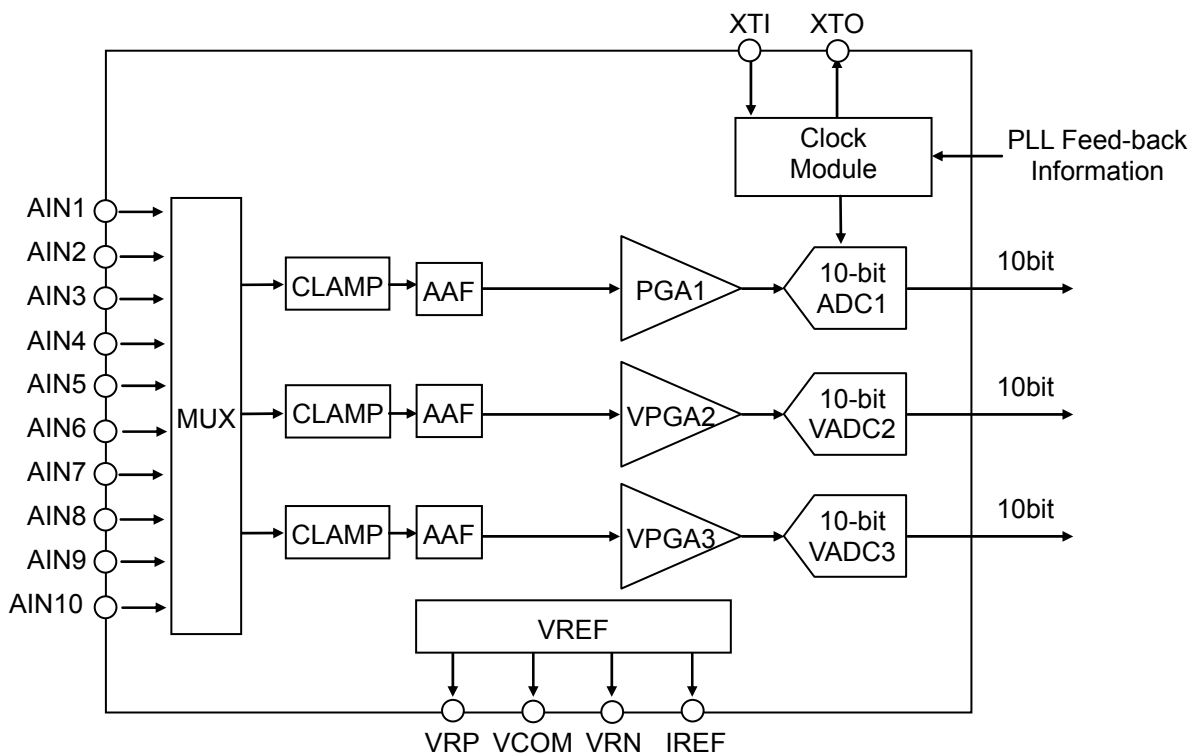 XTI
XTO
Clock
Module
PLL Feed-back
Information
AIN1
AIN2
AIN3
AIN4
AIN5
AIN6
AIN7
AIN8
AIN9
AIN10
MUX
CLAMP
AAF
PGA1
10-bit
ADC1
10bit
CLAMP
AAF
VPGA2
10-bit
VADC2
10bit
CLAMP
AAF
VPGA3
10-bit
VADC3
10bit
VREF
VRP
VCOM
VRN
IREF